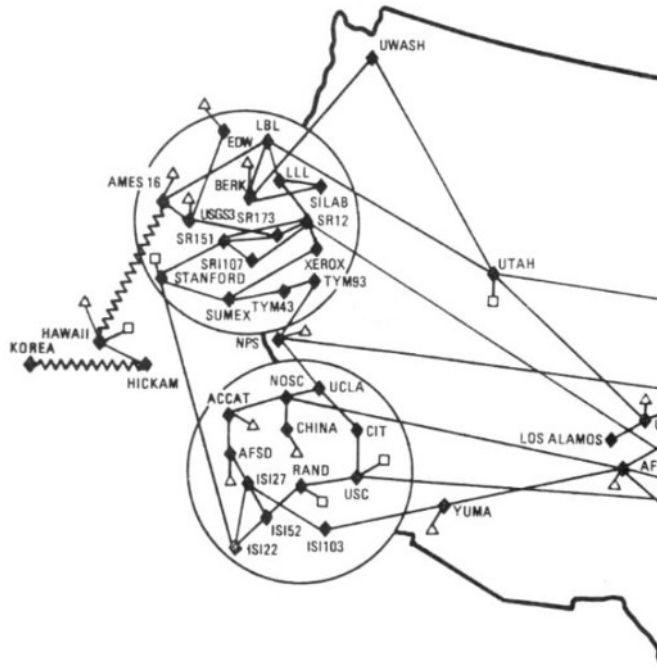 UWASH
LBL
EDW
LLL
BERK
SILAB
AMES 16
USGS3
SR173
SR12
SR151
SRI107
XEROX
UTAH
STANFORD
TYM93
TYM43
SUMEX
HAWAII
NPS
KOREA
HICKAM
NOSC
UCLA
ACCAT
CHINA
CIT
LOS ALAMOS
AFSD
RAND
AF
ISI27
USC
YUMA
ISI52
ISI103
ISI22